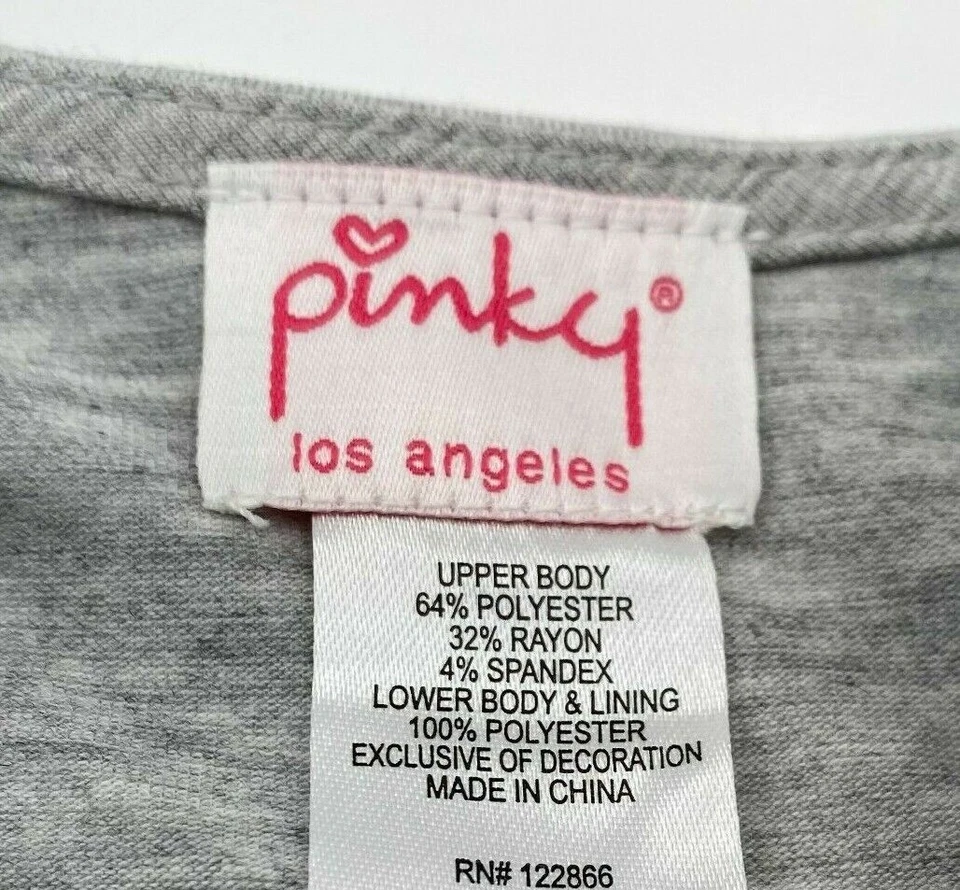 pinky®
los angeles
UPPER BODY
64% POLYESTER
32% RAYON
4% SPANDEX
LOWER BODY & LINING
100% POLYESTER
EXCLUSIVE OF DECORATION
MADE IN CHINA
RN# 122866